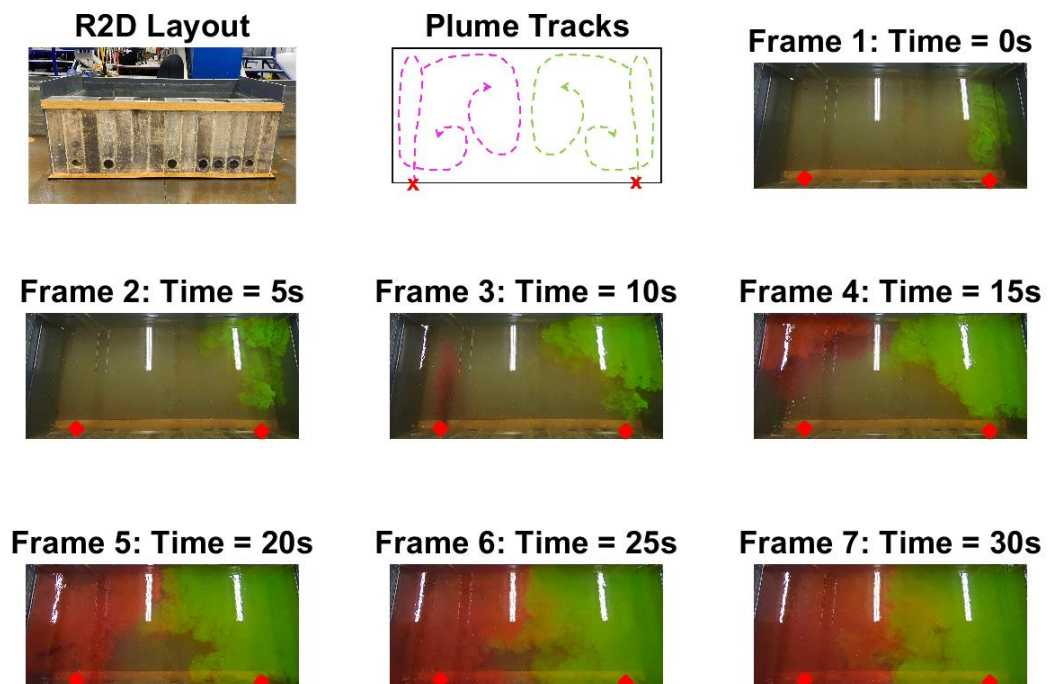 R2D Layout
Plume Tracks
Frame 1: Time = 0s
Frame 2: Time = 5s
Frame 3: Time = 10s
Frame 4: Time = 15s
Frame 5: Time = 20s
Frame 6: Time = 25s
Frame 7: Time = 30s